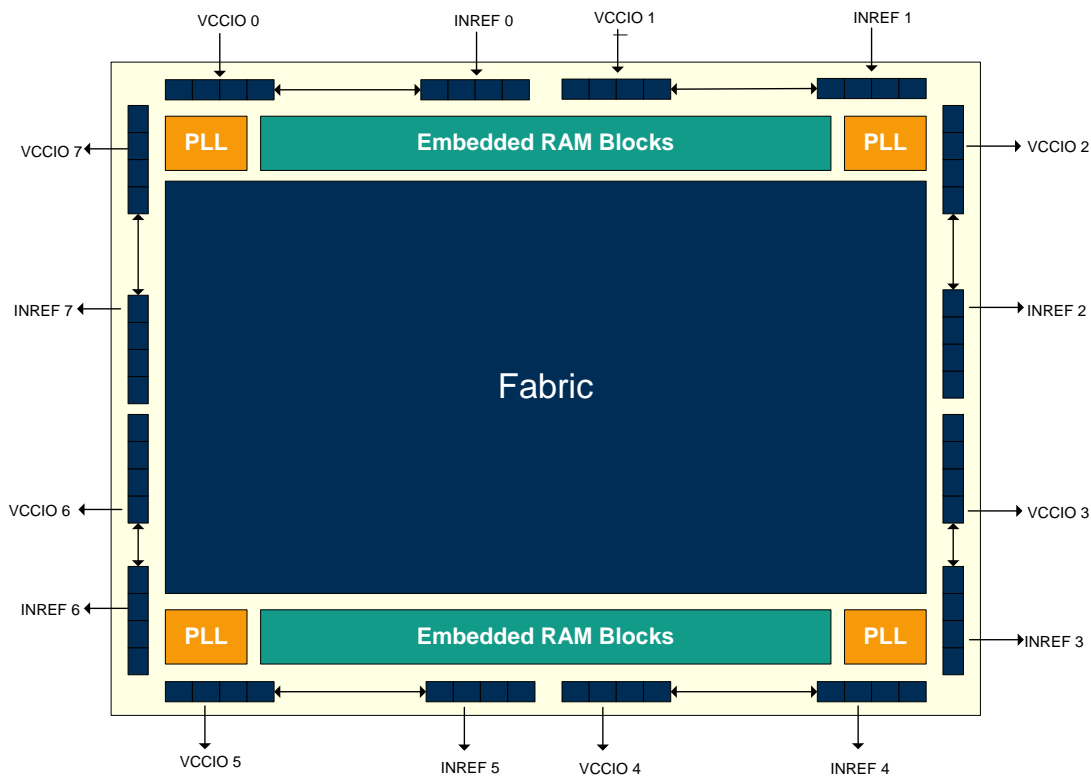 VCCIO 0
INREF 0
VCCIO 1
INREF 1
PLL
Embedded RAM Blocks
PLL
VCCIO 7
VCCIO 2
INREF 7
INREF 2
Fabric
VCCIO 6
VCCIO 3
INREF 6
PLL
Embedded RAM Blocks
PLL
INREF 3
VCCIO 5
INREF 5
VCCIO 4
INREF 4